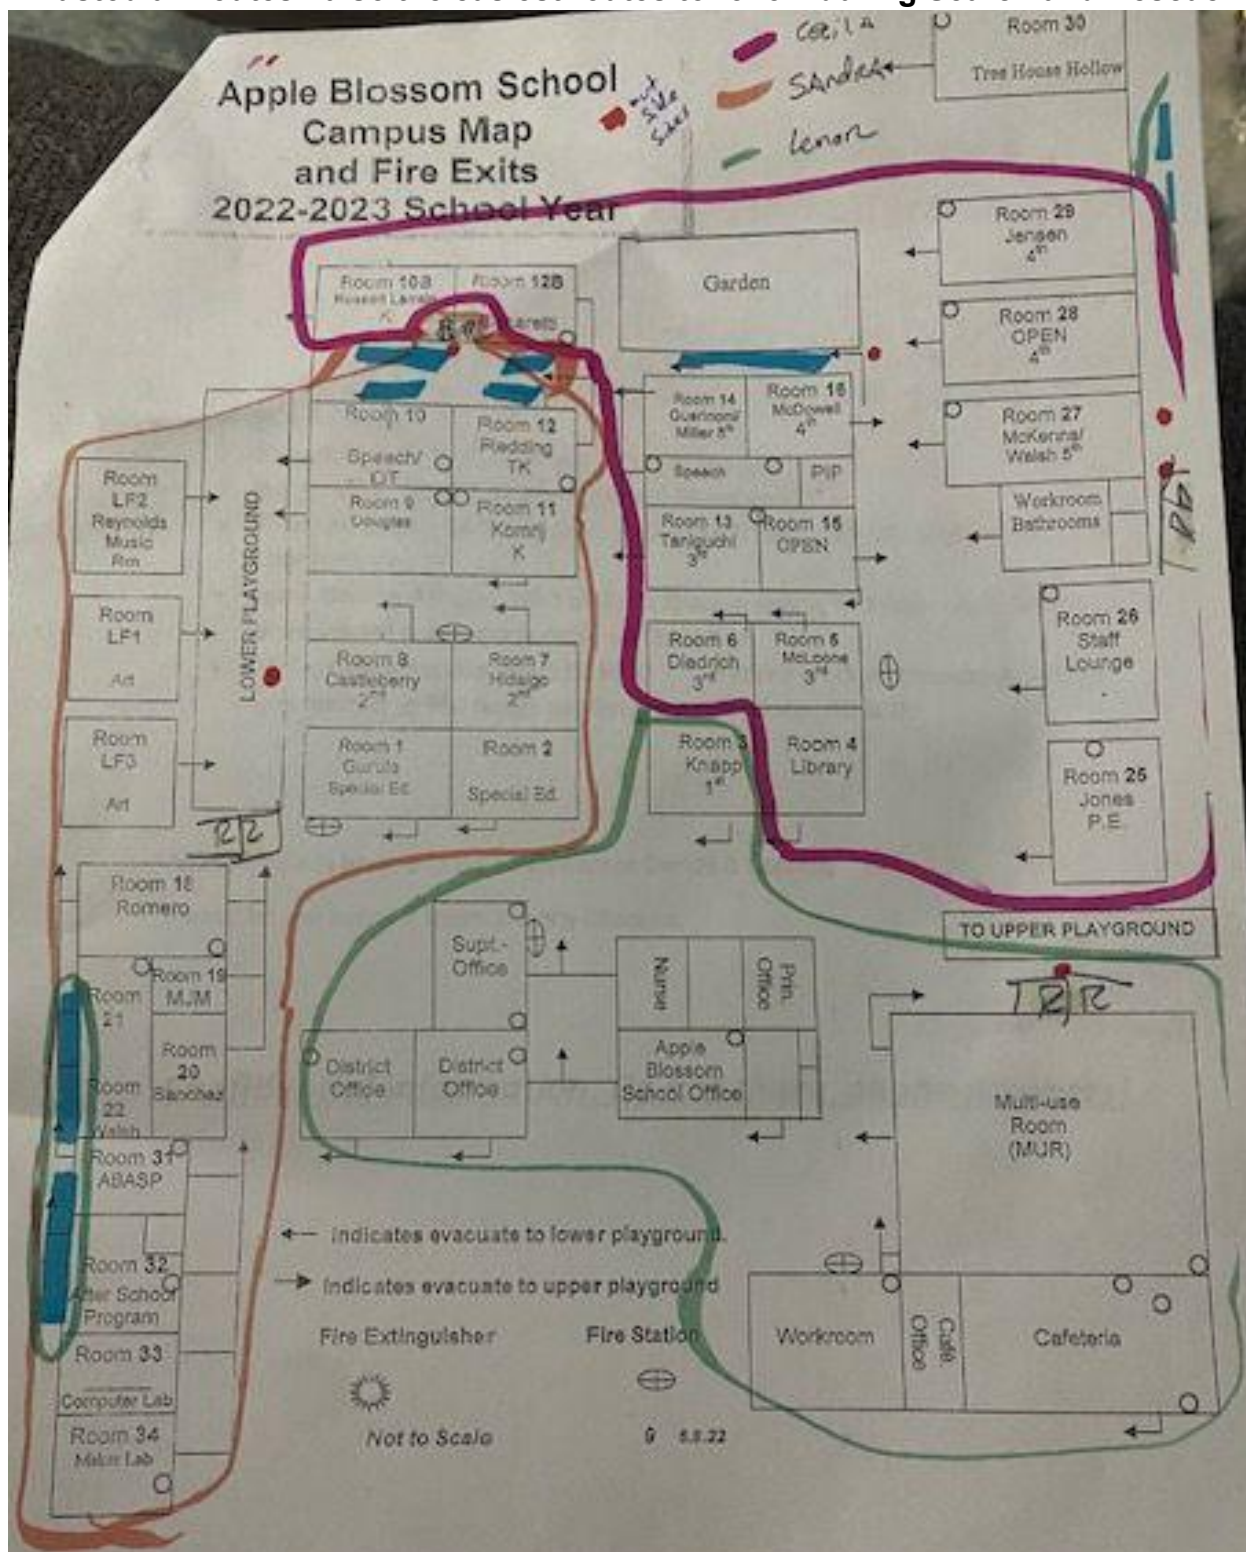 Cecila
Sandra
Lenor
Apple Blossom School
Campus Map
and Fire Exits
2022-2023 School Year
Room 30
Tree House Hollow
Room 29
Jensen
4th
Room 28
OPEN
4th
Room 27
McKenna/
Walsh 5th
Workroom
Bathrooms
Room 26
Staff
Lounge
Room 25
Jones
P.E.
Garden
Room 10B
K
Room 12B
Room 10
Speech/
OT
Room 12
Redding
TK
Room 9
Douglas
Room 11
K
Room 8
Castleberry
2nd
Room 7
Hidalgo
2nd
Room 1
Special Ed.
Room 2
Special Ed.
Room 14
Miller 5th
Room 16
McDowell
4th
Speech
PIP
Room 13
Taniguchi
3rd
Room 15
OPEN
Room 6
Diedrich
3rd
Room 5
McLoone
3rd
Room 3
Knapp
1st
Room 4
Library
Room
LF2
Reynolds
Music
Rm
Room
LF1
Art
Room
LF3
Art
LOWER PLAYGROUND
Romero
Room 19
MJM
Room
21
Room
20
Sanchez
Room
22
Walsh
Room 31
ABASP
Room 32
After School
Program
Room 33
Computer Lab
Room 34
Maker Lab
Supt.-
Office
District
Office
District
Office
Nurse
Prin.
Office
Apple
Blossom
School Office
TO UPPER PLAYGROUND
Multi-use
Room
(MUR)
Workroom
Café.
Office
Cafeteria
Indicates evacuate to lower playground.
Indicates evacuate to upper playground
Fire Extinguisher
Fire Station
Not to Scale